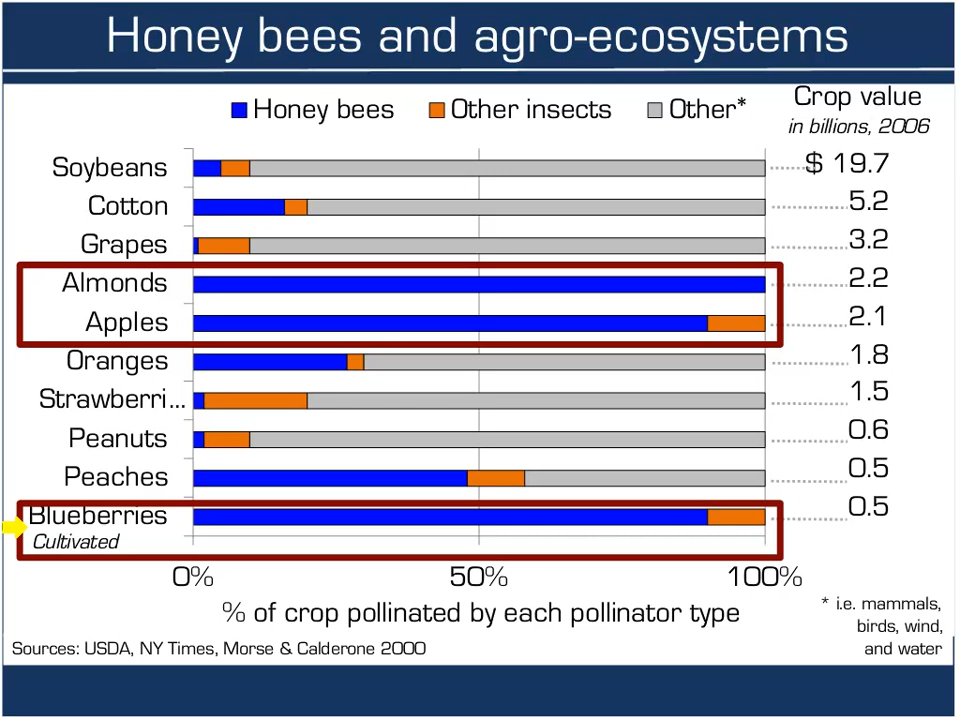 Honey bees and agro-ecosystems
Honey bees Other insects Other* Crop value
in billions, 2006
Soybeans $ 19.7
Cotton 5.2
Grapes 3.2
Almonds 2.2
Apples 2.1
Oranges 1.8
Strawberri... 1.5
Peanuts 0.6
Peaches 0.5
Blueberries 0.5
Cultivated
0% 50% 100%
% of crop pollinated by each pollinator type
* i.e. mammals,
birds, wind,
and water
Sources: USDA, NY Times, Morse & Calderone 2000